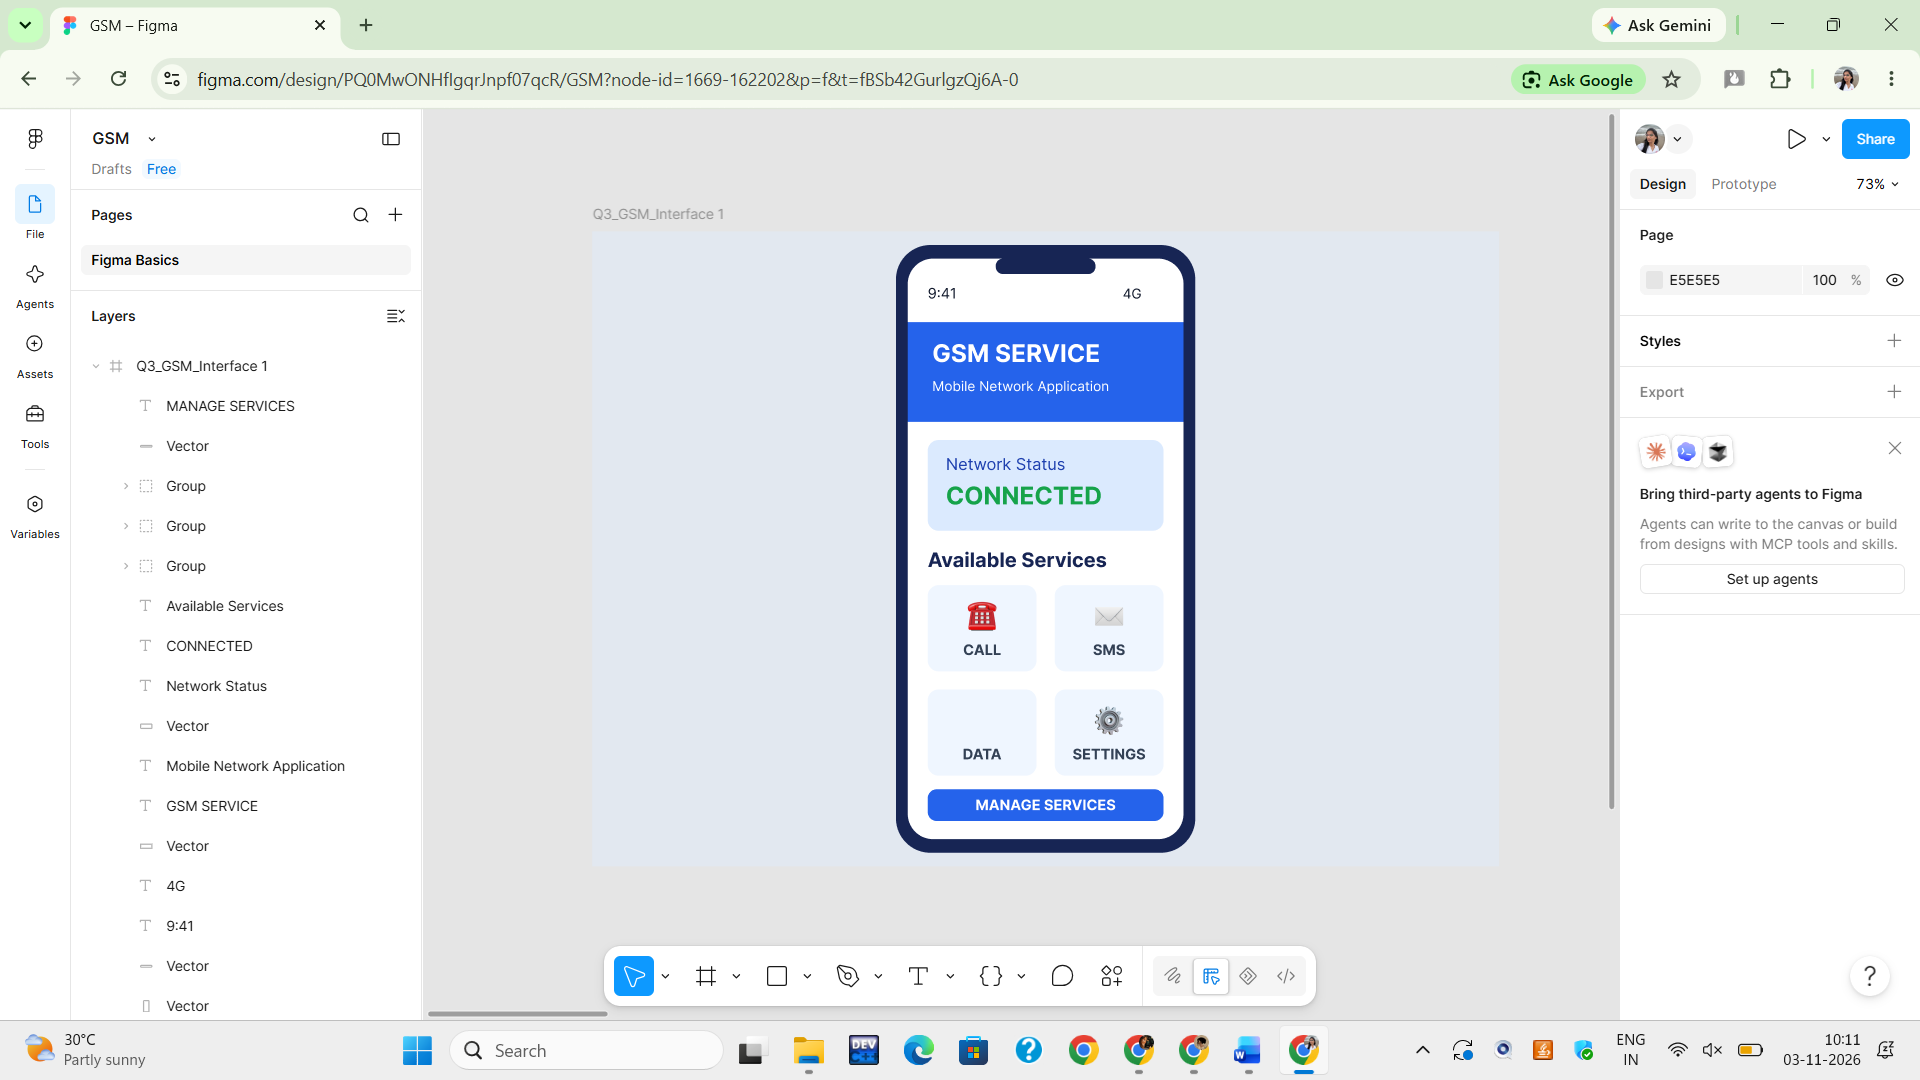 GSM – Figma
Ask Gemini
figma.com/design/PQ0MwONHfIgqrJnpf07qcR/GSM?node-id=1669-162202&p=f&t=fBSb42GurlgzQj6A-0
Ask Google
GSM
Drafts Free
Pages
Figma Basics
Layers
Q3_GSM_Interface 1
MANAGE SERVICES
Vector
Group
Group
Group
Available Services
CONNECTED
Network Status
Vector
Mobile Network Application
GSM SERVICE
Vector
4G
9:41
Vector
Vector
File
Agents
Assets
Tools
Variables
Q3_GSM_Interface 1
9:41 4G
GSM SERVICE
Mobile Network Application
Network Status
CONNECTED
Available Services
CALL SMS
DATA SETTINGS
MANAGE SERVICES
Share
Design Prototype 73%
Page
E5E5E5 100 %
Styles
Export
Bring third-party agents to Figma
Agents can write to the canvas or build
from designs with MCP tools and skills.
Set up agents
?
30°C
Partly sunny
Search
DEV
C++
ENG
IN
10:11
03-11-2026